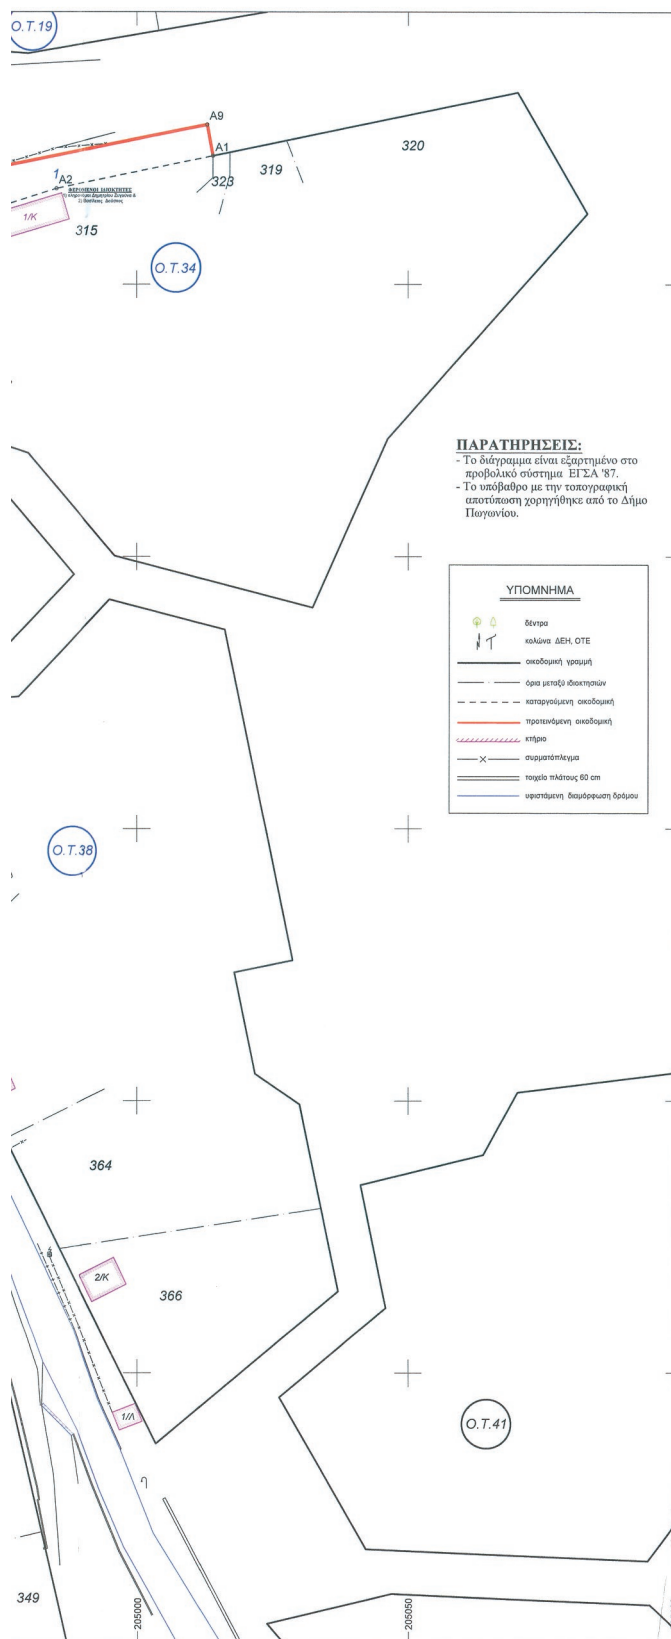 Ο.Τ.19
A9
A1
320
319
323
1
A2
ΦΕΡΟΜΕΝΟΙ ΙΔΙΟΚΤΗΤΕΣ
1/Κ
315
Ο.Τ.34
ΠΑΡΑΤΗΡΗΣΕΙΣ:
- Το διάγραμμα είναι εξαρτημένο στο
προβολικό σύστημα ΕΓΣΑ '87.
- Το υπόβαθρο με την τοπογραφική
αποτύπωση χορηγήθηκε από το Δήμο
Πωγωνίου.
ΥΠΟΜΝΗΜΑ
δέντρα
κολώνα ΔΕΗ, ΟΤΕ
οικοδομική γραμμή
όρια μεταξύ ιδιοκτησιών
καταργούμενη οικοδομική
προτεινόμενη οικοδομική
κτήριο
συρματόπλεγμα
τοιχείο πλάτους 60 cm
υφιστάμενη διαμόρφωση δρόμου
Ο.Τ.38
364
2/Κ
366
1/Λ
Ο.Τ.41
349
205000
205050